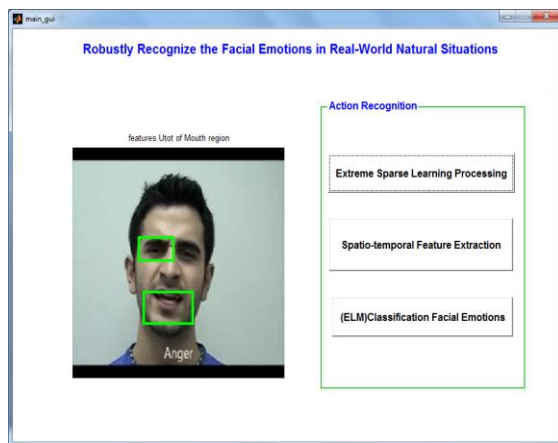 main_gui
Robustly Recognize the Facial Emotions in Real-World Natural Situations
Action Recognition
features Utot of Mouth region
Extreme Sparse Learning Processing
Spatio-temporal Feature Extraction
(ELM)Classification Facial Emotions
Anger